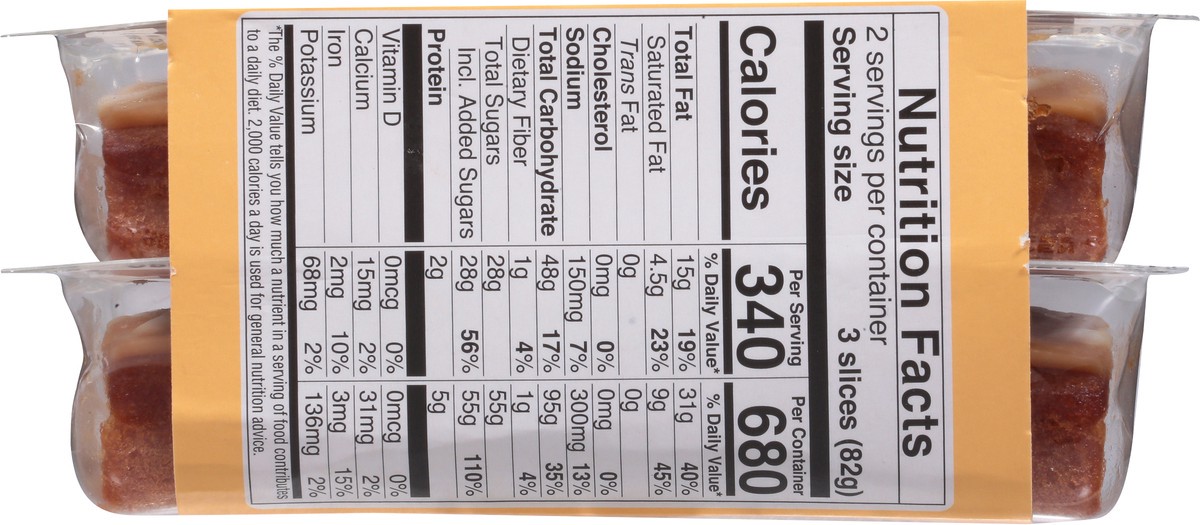 Nutrition Facts
2 servings per container
Serving size 3 slices (82g)
Per Serving Per Container
Calories 340 680
% Daily Value* % Daily Value*
Total Fat 15g 19% 31g 40%
Saturated Fat 4.5g 23% 9g 45%
Trans Fat 0g 0g
Cholesterol 0mg 0% 0mg 0%
Sodium 150mg 7% 300mg 13%
Total Carbohydrate 48g 17% 95g 35%
Dietary Fiber 1g 4% 1g 4%
Total Sugars 28g 55g
Incl. Added Sugars 28g 56% 55g 110%
Protein 2g 5g
Vitamin D 0mcg 0% 0mcg 0%
Calcium 15mg 2% 31mg 2%
Iron 2mg 10% 3mg 15%
Potassium 68mg 2% 136mg 2%
*The % Daily Value tells you how much a nutrient in a serving of food contributes
to a daily diet. 2,000 calories a day is used for general nutrition advice.